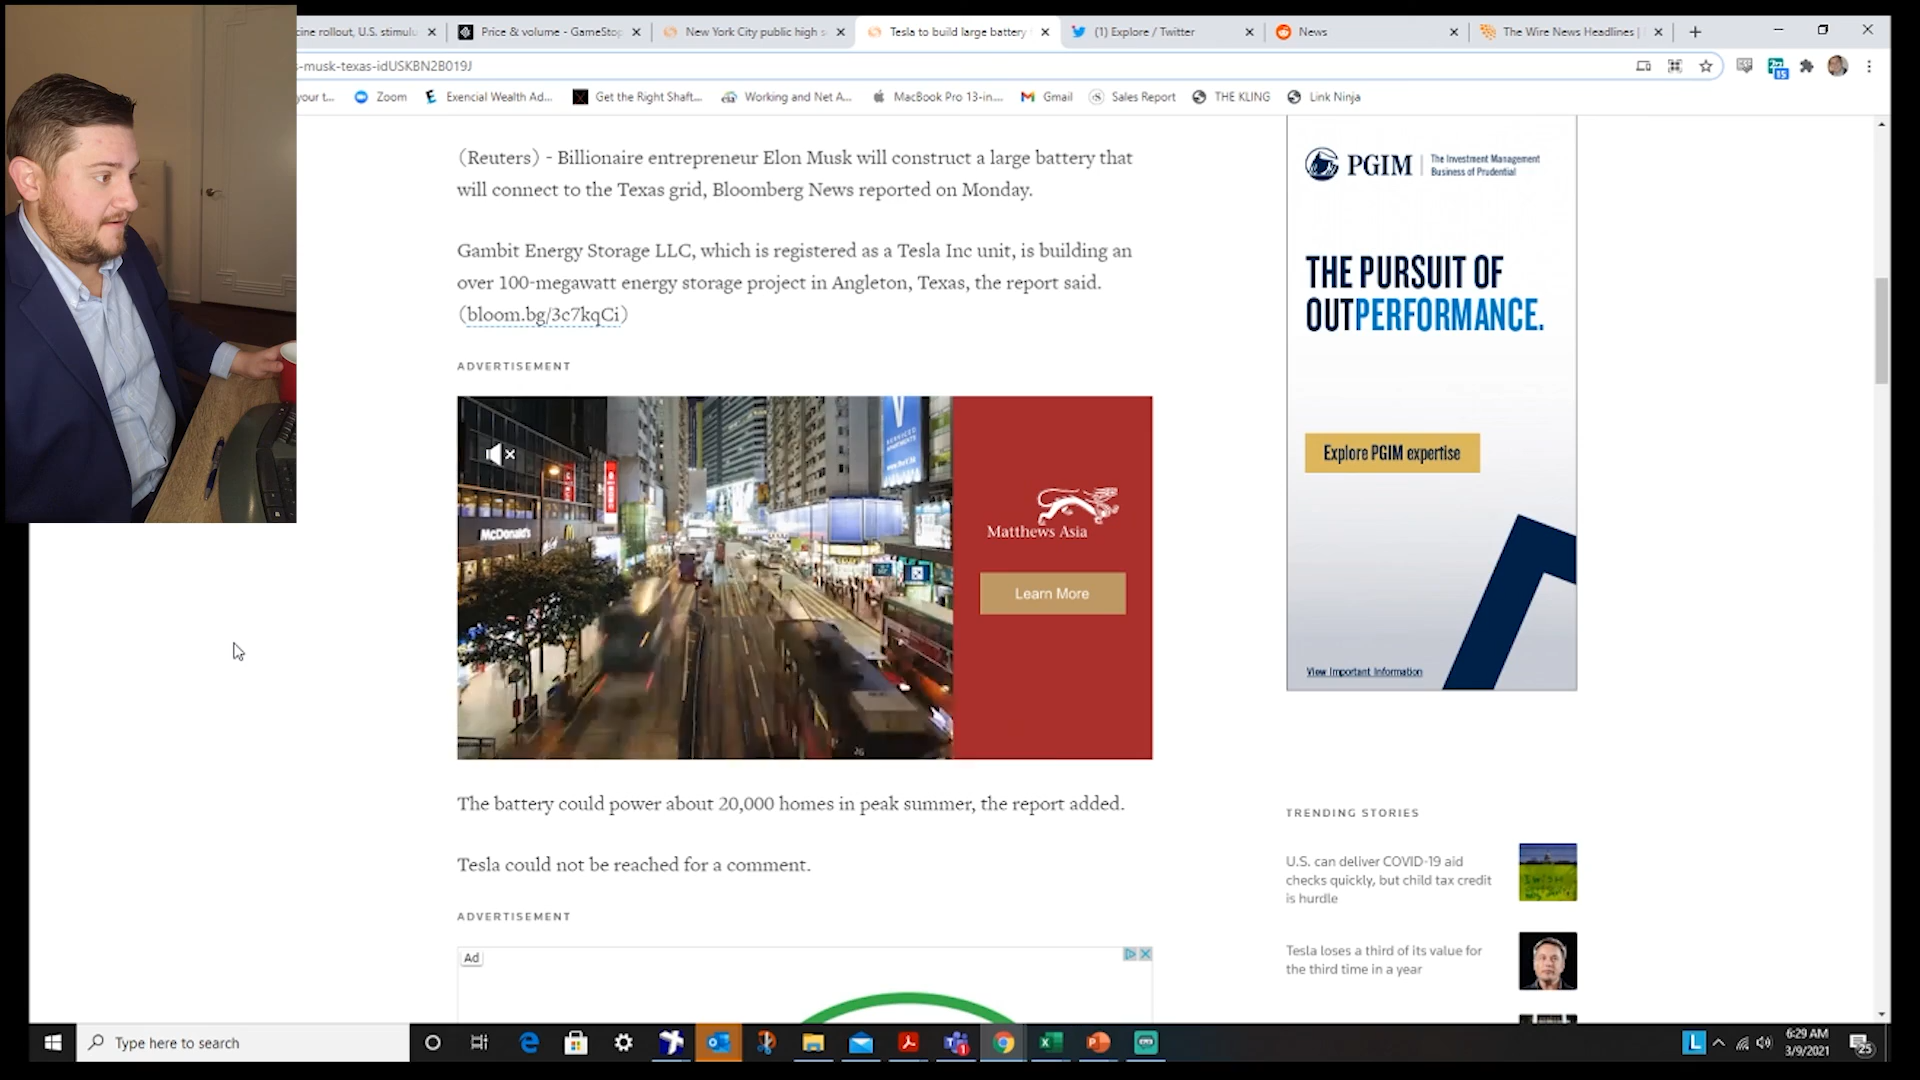 cine rollout, U.S. stimulu
Price & volume - GameStop
New York City public high s
Tesla to build large battery
(1) Explore / Twitter
News
The Wire News Headlines |
s-musk-texas-idUSKBN2B019J
15
your t...
Zoom
Exencial Wealth Ad...
Get the Right Shaft...
Working and Net A...
MacBook Pro 13-in....
Gmail
Sales Report
THE KLING
Link Ninja
(Reuters) - Billionaire entrepreneur Elon Musk will construct a large battery that
will connect to the Texas grid, Bloomberg News reported on Monday.
Gambit Energy Storage LLC, which is registered as a Tesla Inc unit, is building an
over 100-megawatt energy storage project in Angleton, Texas, the report said.
(bloom.bg/3c7kqCi)
ADVERTISEMENT
McDonald's
Matthews Asia
Learn More
The battery could power about 20,000 homes in peak summer, the report added.
Tesla could not be reached for a comment.
ADVERTISEMENT
Ad
PGIM
The Investment Management
Business of Prudential
THE PURSUIT OF
OUTPERFORMANCE.
Explore PGIM expertise
View Important Information
TRENDING STORIES
U.S. can deliver COVID-19 aid
checks quickly, but child tax credit
is hurdle
Tesla loses a third of its value for
the third time in a year
Type here to search
L
6:29 AM
3/9/2021
25